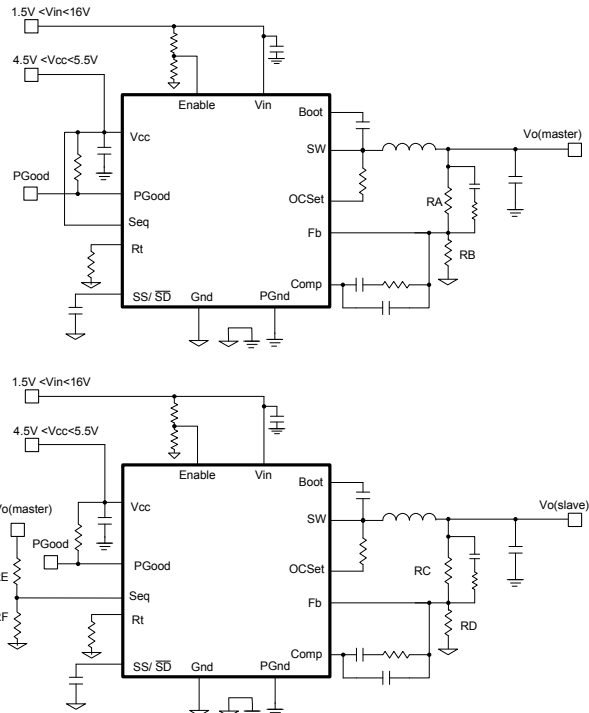 1.5V <Vin<16V
4.5V <Vcc<5.5V
Enable Vin
Boot
Vcc
Vo(master)
SW
PGood
PGood
OCSet
RA
Seq
Fb
Rt
RB
Comp
SS/ SD Gnd PGnd
1.5V <Vin<16V
4.5V <Vcc<5.5V
Enable Vin
Boot
Vo(master)
Vcc
Vo(slave)
SW
PGood
PGood
OCSet
RC
E
Seq
Fb
F
Rt
RD
Comp
SS/ SD Gnd PGnd